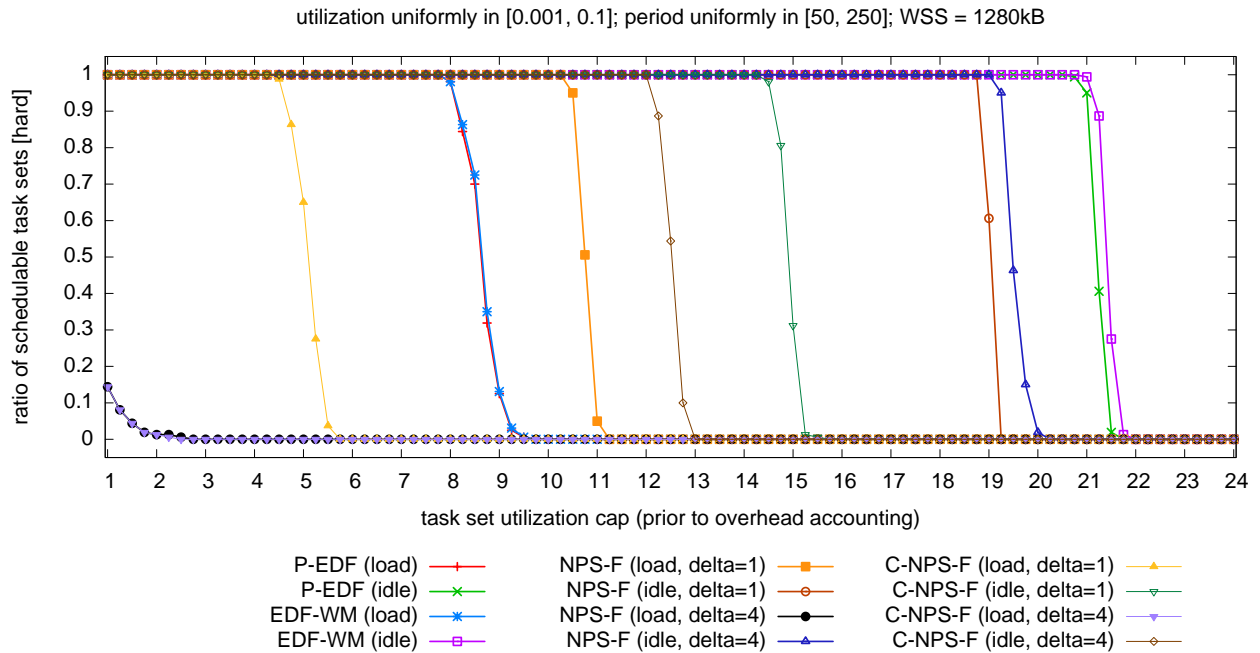 utilization uniformly in [0.001, 0.1]; period uniformly in [50, 250]; WSS = 1280kB
ratio of schedulable task sets [hard]
1
0.9
0.8
0.7
0.6
0.5
0.4
0.3
0.2
0.1
0
1 2 3 4 5 6 7 8 9 10 11 12 13 14 15 16 17 18 19 20 21 22 23 24
task set utilization cap (prior to overhead accounting)
P-EDF (load) NPS-F (load, delta=1) C-NPS-F (load, delta=1)
P-EDF (idle) NPS-F (idle, delta=1) C-NPS-F (idle, delta=1)
EDF-WM (load) NPS-F (load, delta=4) C-NPS-F (load, delta=4)
EDF-WM (idle) NPS-F (idle, delta=4) C-NPS-F (idle, delta=4)